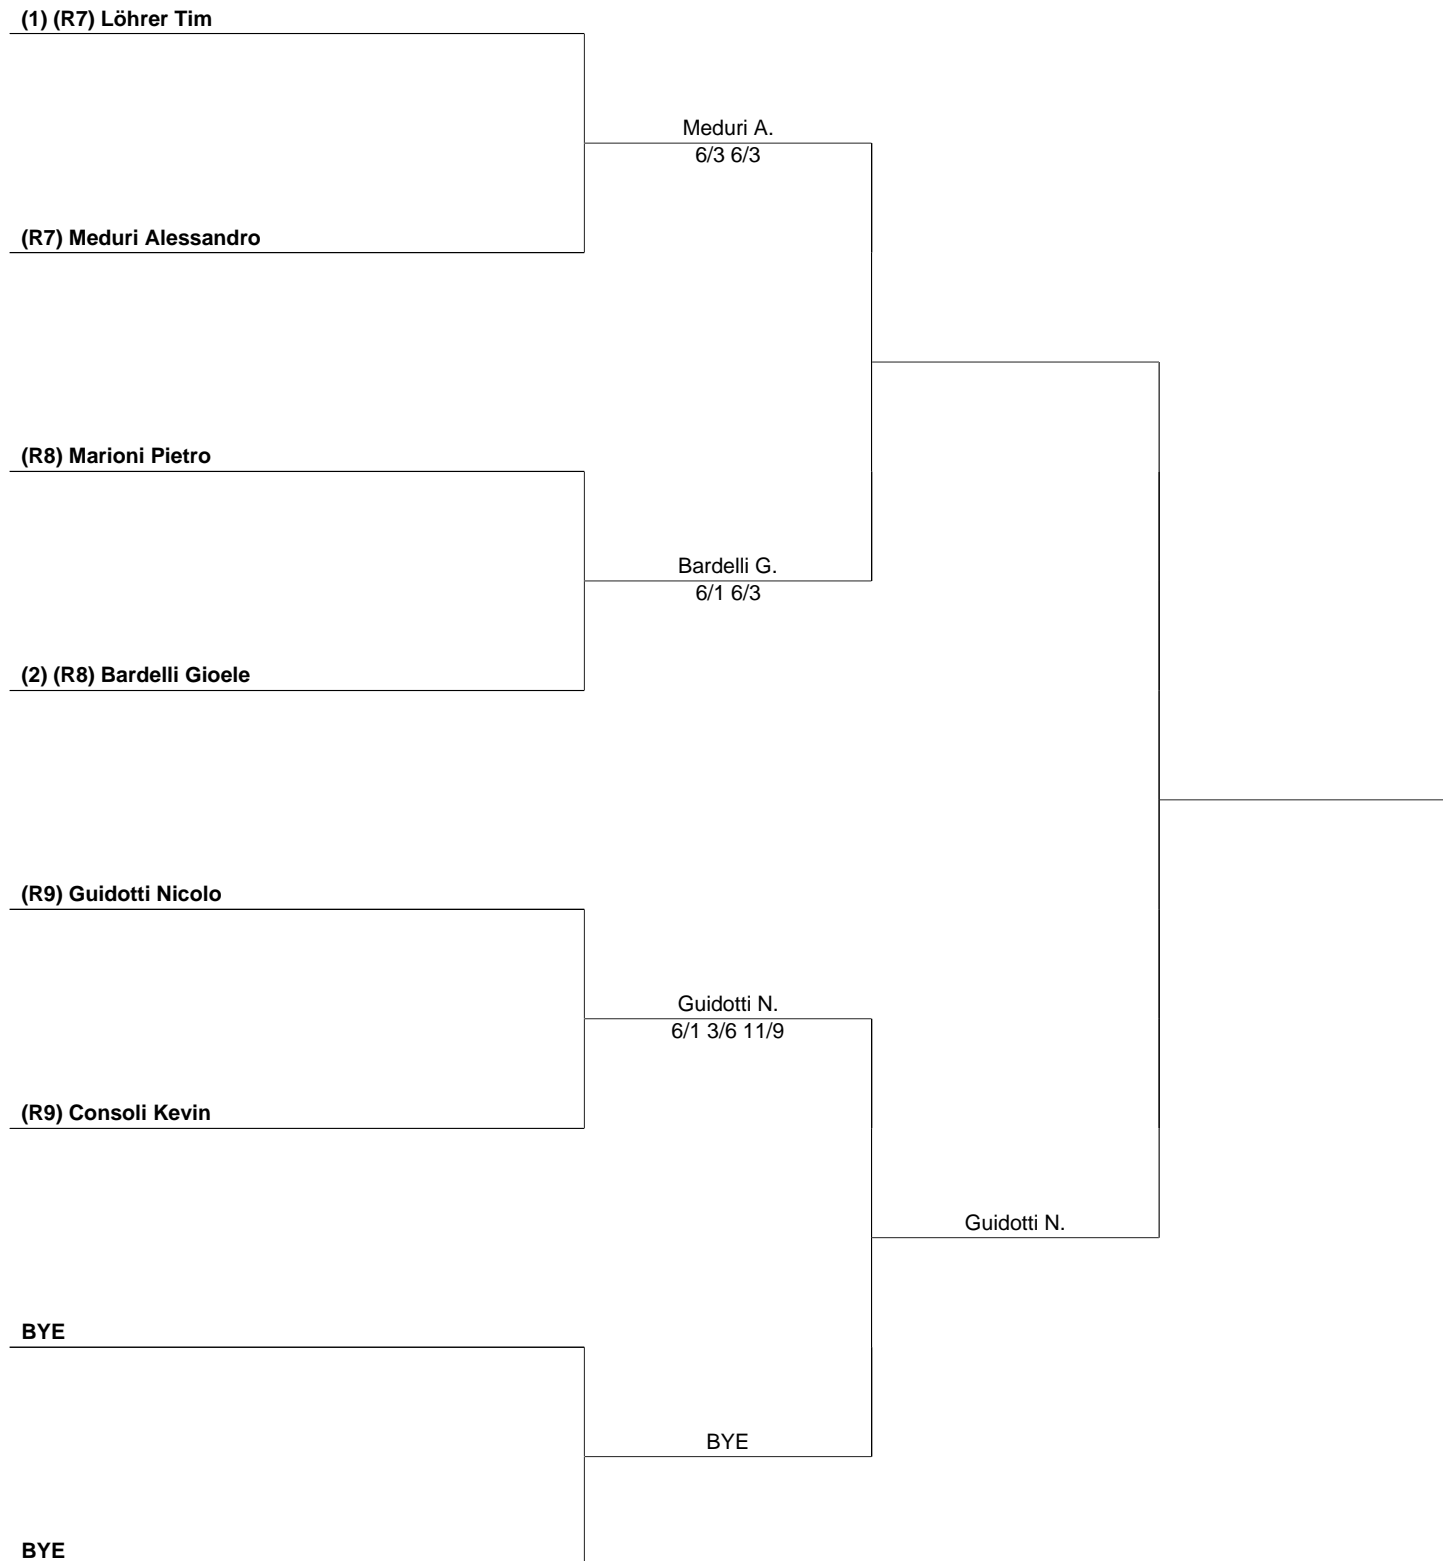 (1) (R7) Löhrer Tim
Meduri A.
6/3 6/3
(R7) Meduri Alessandro
(R8) Marioni Pietro
Bardelli G.
6/1 6/3
(2) (R8) Bardelli Gioele
(R9) Guidotti Nicolo
Guidotti N.
6/1 3/6 11/9
(R9) Consoli Kevin
Guidotti N.
BYE
BYE
BYE